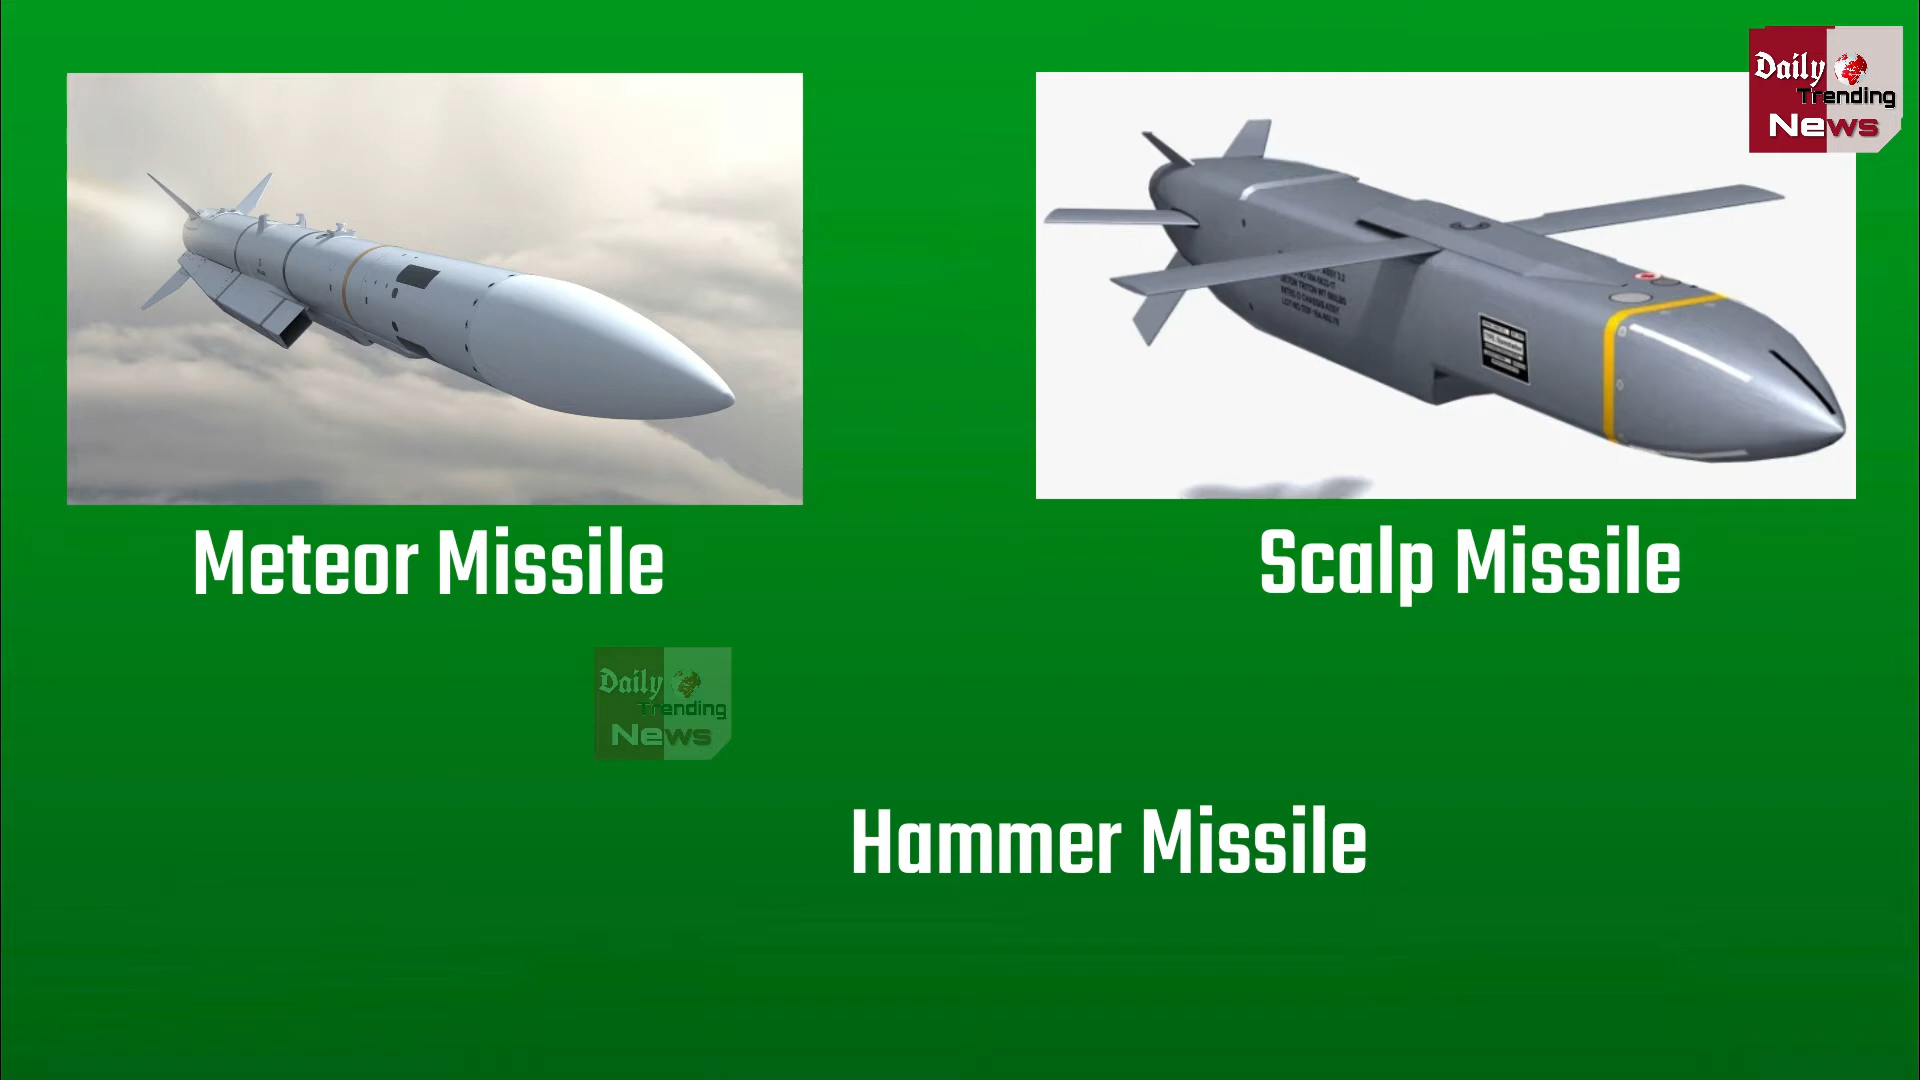 Daily
Trending
News
Meteor Missile
Scalp Missile
Daily
Trending
News
Hammer Missile